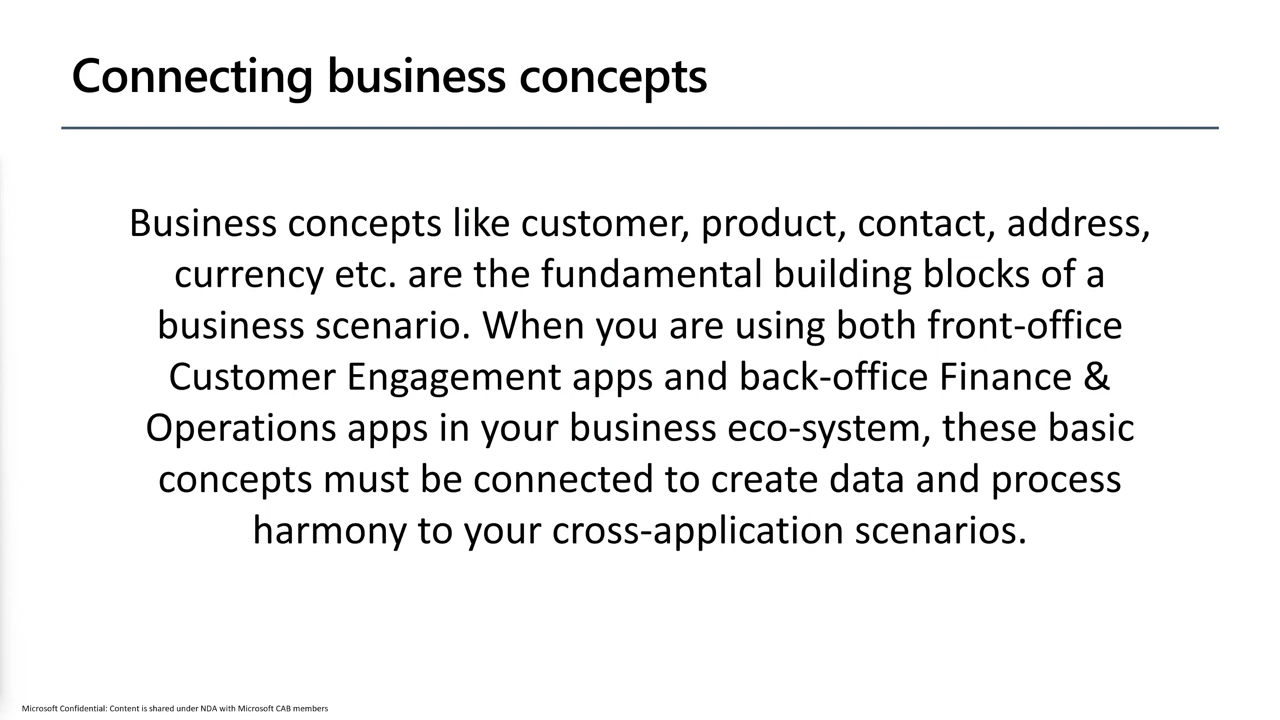 Connecting business concepts
Business concepts like customer, product, contact, address,
currency etc. are the fundamental building blocks of a
business scenario. When you are using both front-office
Customer Engagement apps and back-office Finance &
Operations apps in your business eco-system, these basic
concepts must be connected to create data and process
harmony to your cross-application scenarios.
Microsoft Confidential: Content is shared under NDA with Microsoft CAB members